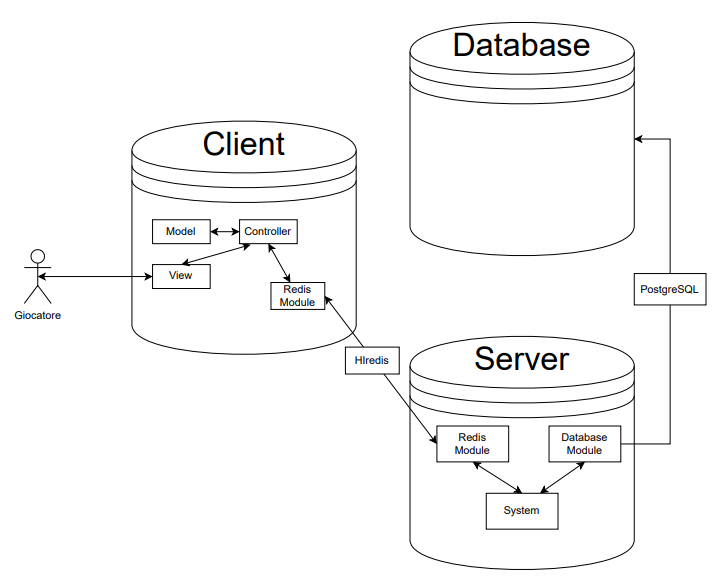 Database
Client
Model
Controller
View
Redis
Module
Giocatore
PostgreSQL
HIredis
Server
Redis
Module
Database
Module
System